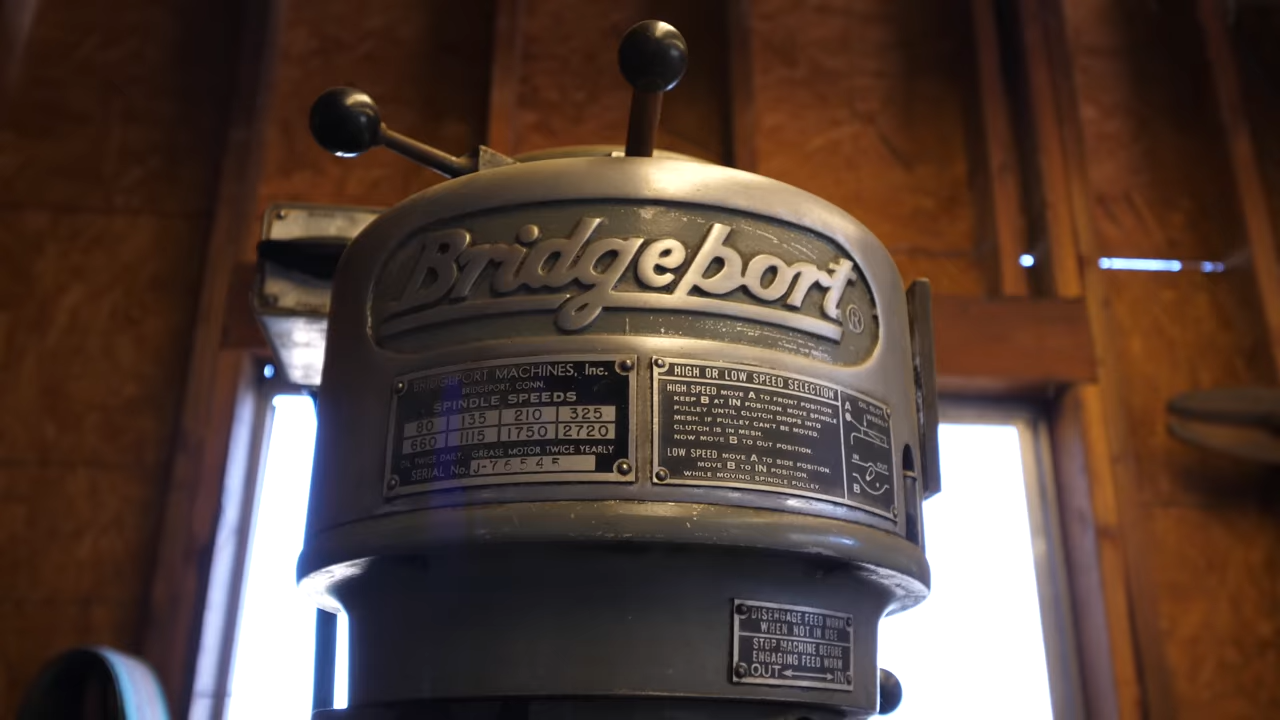 Bridgeport®
BRIDGEPORT MACHINES, Inc.
BRIDGEPORT, CONN.
SPINDLE SPEEDS
80 135 210 325
660 1115 1750 2720
OIL TWICE DAILY. GREASE MOTOR TWICE YEARLY
SERIAL No. J-76545
HIGH OR LOW SPEED SELECTION
HIGH SPEED MOVE A TO FRONT POSITION.
KEEP B AT IN POSITION. MOVE SPINDLE
PULLEY UNTIL CLUTCH DROPS INTO
MESH. IF PULLEY CAN'T BE MOVED,
CLUTCH IS IN MESH.
NOW MOVE B TO OUT POSITION.
LOW SPEED MOVE A TO SIDE POSITION.
MOVE B TO IN POSITION.
WHILE MOVING SPINDLE PULLEY.
A OIL SLOT
WEEKLY
IN OUT
B
DISENGAGE FEED WORM
WHEN NOT IN USE
STOP MACHINE BEFORE
ENGAGING FEED WORM
OUT IN